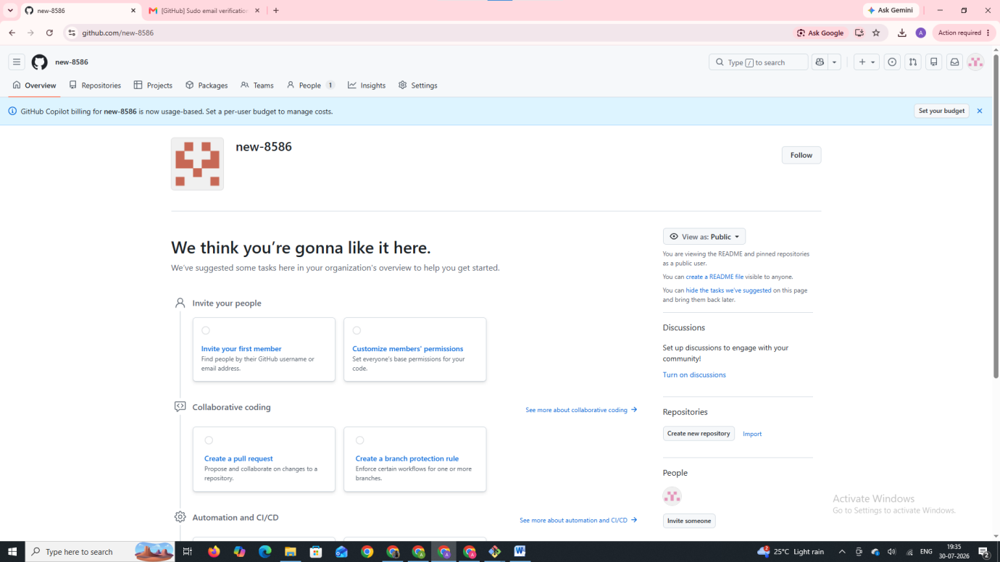 new-8586
[GitHub] Sudo email verification
Ask Gemini
github.com/new-8586
Ask Google
A
Action required
new-8586
Type / to search
Overview
Repositories
Projects
Packages
Teams
People 1
Insights
Settings
GitHub Copilot billing for new-8586 is now usage-based. Set a per-user budget to manage costs.
Set your budget
new-8586
Follow
We think you’re gonna like it here.
We’ve suggested some tasks here in your organization’s overview to help you get started.
Invite your people
Invite your first member
Find people by their GitHub username or
email address.
Customize members’ permissions
Set everyone’s base permissions for your
code.
Collaborative coding
See more about collaborative coding
Create a pull request
Propose and collaborate on changes to a
repository.
Create a branch protection rule
Enforce certain workflows for one or more
branches.
Automation and CI/CD
See more about automation and CI/CD
View as: Public
You are viewing the README and pinned repositories
as a public user.
You can create a README file visible to anyone.
You can hide the tasks we've suggested on this page
and bring them back later.
Discussions
Set up discussions to engage with your
community!
Turn on discussions
Repositories
Create new repository
Import
People
Invite someone
Activate Windows
Go to Settings to activate Windows.
Type here to search
25°C Light rain
ENG
19:35
30-07-2026
2